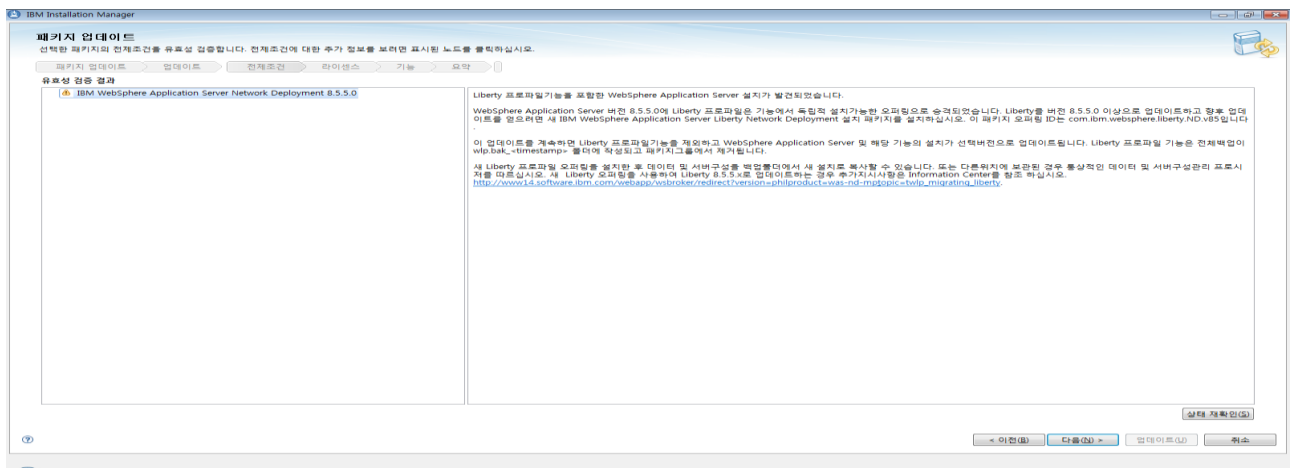 IBM Installation Manager
패키지 업데이트
선택한 패키지의 전제조건을 유효성 검증합니다. 전제조건에 대한 추가 정보를 보려면 표시된 노드를 클릭하십시오.
패키지 업데이트 업데이트 전제조건 라이센스 기능 요약
유효성 검증 결과
IBM WebSphere Application Server Network Deployment 8.5.5.0
Liberty 프로파일기능을 포함한 WebSphere Application Server 설치가 발견되었습니다.
WebSphere Application Server 버전 8.5.5.0에 Liberty 프로파일은 기능에서 독립적 설치가능한 오퍼링으로 승격되었습니다. Liberty를 버전 8.5.5.0 이상으로 업데이트하고 향후 업데
이트를 얻으려면 새 IBM WebSphere Application Server Liberty Network Deployment 설치 패키지를 설치하십시오. 이 패키지 오퍼링 ID는 com.ibm.websphere.liberty.ND.v85입니다
.
이 업데이트를 계속하면 Liberty 프로파일기능을 제외하고 WebSphere Application Server 및 해당 기능의 설치가 선택버전으로 업데이트됩니다. Liberty 프로파일 기능은 전체백업이
wlp.bak_<timestamp> 폴더에 작성되고 패키지그룹에서 제거됩니다.
새 Liberty 프로파일 오퍼링을 설치한 후 데이터 및 서버구성을 백업폴더에서 새 설치로 복사할 수 있습니다. 또는 다른위치에 보관된 경우 통상적인 데이터 및 서버구성관리 프로시
저를 따르십시오. 새 Liberty 오퍼링을 사용하여 Liberty 8.5.5.x로 업데이트하는 경우 추가지시사항은 Information Center를 참조 하십시오.
http://www14.software.ibm.com/webapp/wsbroker/redirect?version=philproduct=was-nd-mptopic=twlp_migrating_liberty.
상태 재확인(S)
< 이전(B) 다음(N) > 업데이트(U) 취소